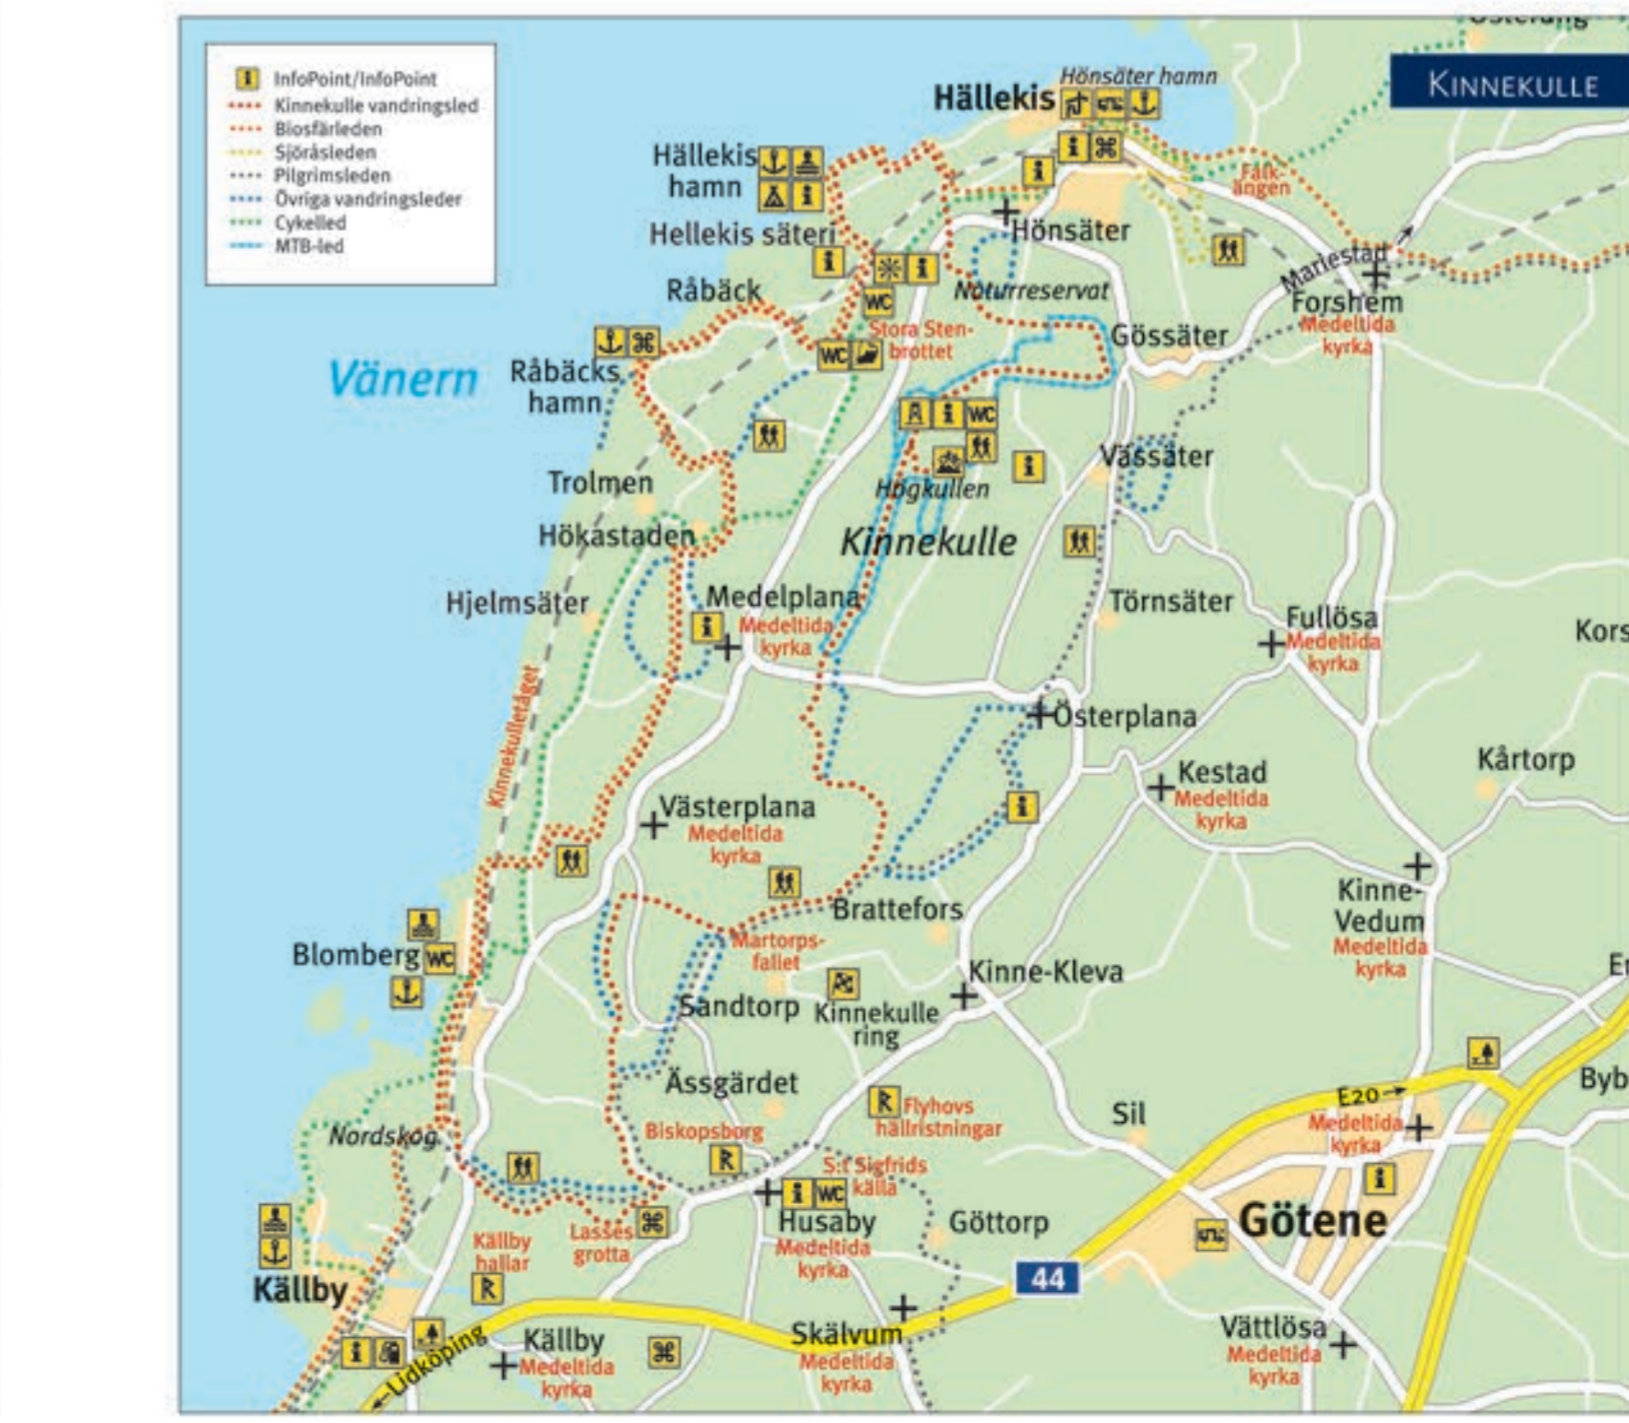 KINNEKULLE
InfoPoint/InfoPoint
Kinnekulle vandringsled
Biosfärleden
Sjöråsleden
Pilgrimsleden
Övriga vandringsleder
Cykelled
MTB-led
Hönsäter hamn
Hällekis
Hällekis
hamn
Falk-
ängen
Hellekis säteri
Hönsäter
Råbäck
WC
Naturreservat
Mariestad
Forshem
Medeltida
kyrka
Stora Sten-
brottet
WC
Gössäter
Vänern
Råbäcks
hamn
WC
Vässäter
Trolmen
Högkullen
Hökastaden
Kinnekulle
Hjelmsäter
Medelplana
Medeltida
kyrka
Törnsäter
Fullösa
Medeltida
kyrka
Kors
Kinnekulletåget
Österplana
Kestad
Medeltida
kyrka
Kårtorp
Västerplana
Medeltida
kyrka
Brattefors
Kinne-
Vedum
Medeltida
kyrka
Martorps-
fallet
Blomberg
WC
Kinne-Kleva
Sandtorp
Kinnekulle
ring
Ässgärdet
Byb
E20
R
Flyhovs
hällristningar
Sil
Medeltida
kyrka
Nordskog
Biskopsborg
R
S:t Sigfrids
källa
WC
Husaby
Medeltida
kyrka
Göttorp
Götene
Lasses
grotta
Källby
hallar
R
44
Källby
Skälvum
Medeltida
kyrka
Vättlösa
Medeltida
kyrka
Lidköping
Källby
Medeltida
kyrka